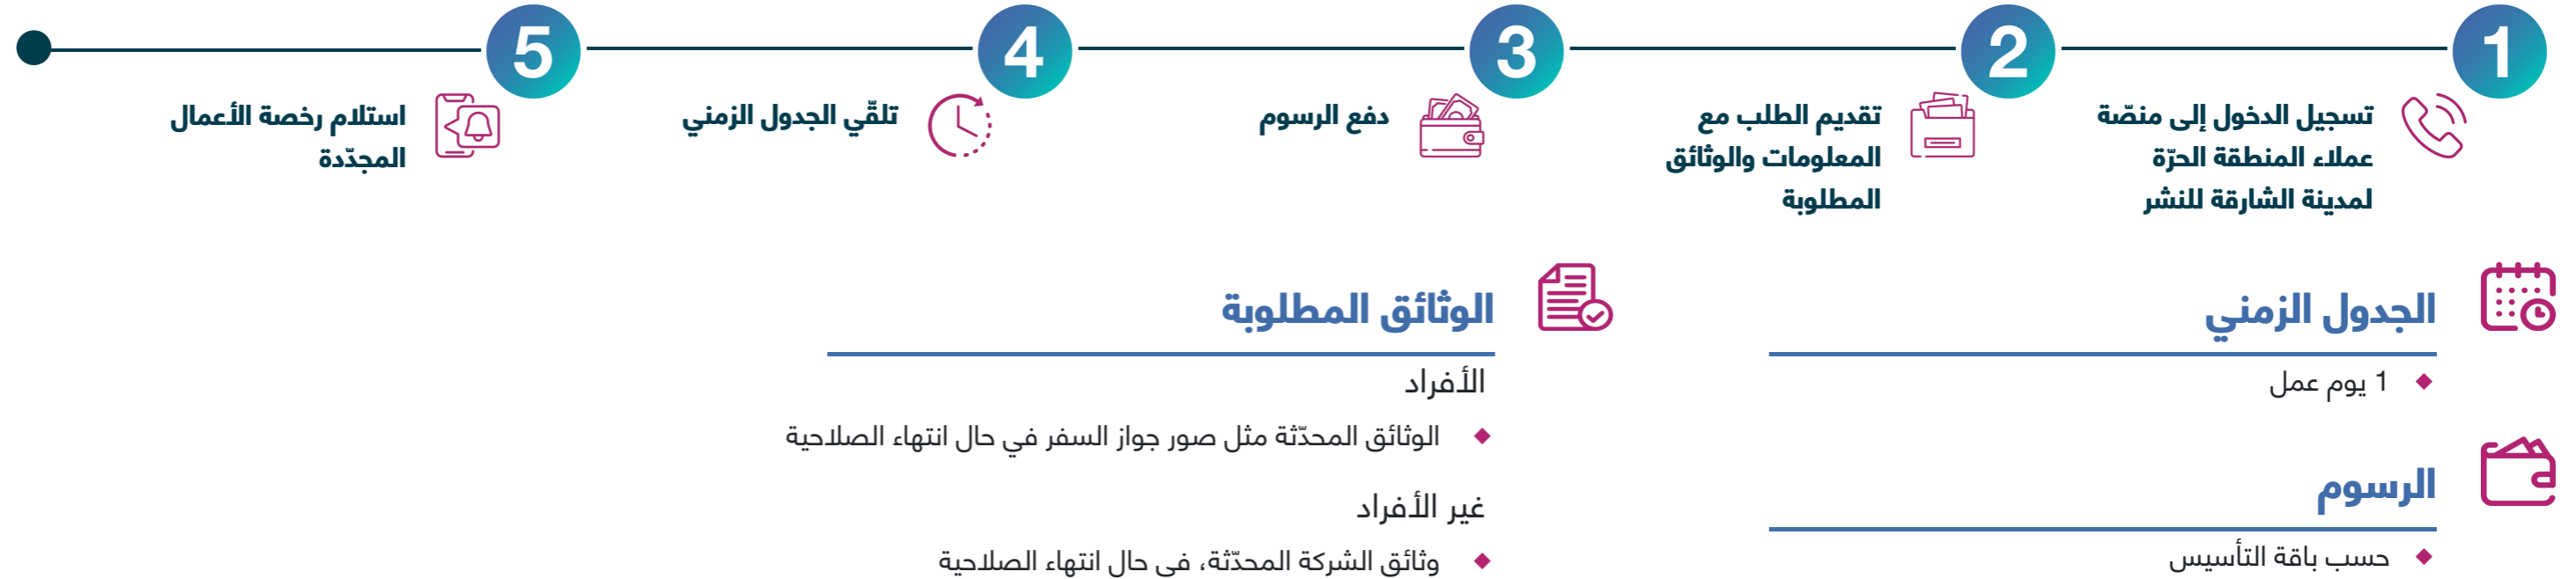 1
تسجيل الدخول إلى منصّة
عملاء المنطقة الحرّة
لمدينة الشارقة للنشر
2
تقديم الطلب مع
المعلومات والوثائق
المطلوبة
3
دفع الرسوم
4
تلقّي الجدول الزمني
5
استلام رخصة الأعمال
المجدّدة
الجدول الزمني
1 يوم عمل
الرسوم
حسب باقة التأسيس
الوثائق المطلوبة
الأفراد
الوثائق المحدّثة مثل صور جواز السفر في حال انتهاء الصلاحية
غير الأفراد
وثائق الشركة المحدّثة، في حال انتهاء الصلاحية